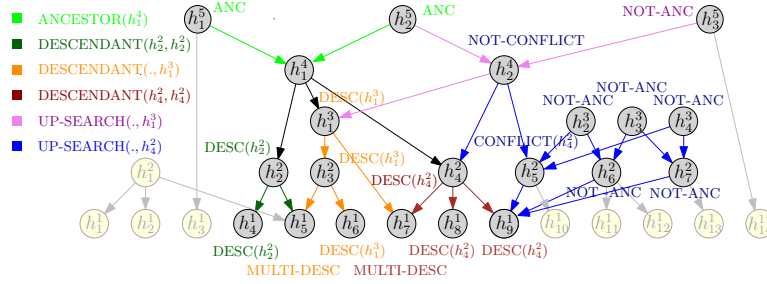 ANCESTOR(h_1^4)
DESCENDANT(h_2^2, h_2^2)
DESCENDANT(., h_1^3)
DESCENDANT(h_4^2, h_4^2)
UP-SEARCH(., h_1^3)
UP-SEARCH(., h_4^2)
h_1^5 ANC h_2^5 ANC NOT-ANC h_3^5
NOT-CONFLICT
h_1^4 h_2^4
DESC(h_1^3) NOT-ANC NOT-ANC NOT-ANC
h_1^3 h_2^3 h_3^3 h_4^3
DESC(h_2^2) DESC(h_1^3) CONFLICT(h_4^2)
h_1^2 h_2^2 h_3^2 DESC(h_4^2) h_4^2 h_5^2 h_6^2 h_7^2
NOT-ANC NOT-ANC
h_1^1 h_2^1 h_3^1 h_4^1 h_5^1 h_6^1 h_7^1 h_8^1 h_9^1 h_10^1 h_11^1 h_12^1 h_13^1
DESC(h_2^2) DESC(h_1^3) DESC(h_4^2) DESC(h_4^2)
MULTI-DESC MULTI-DESC